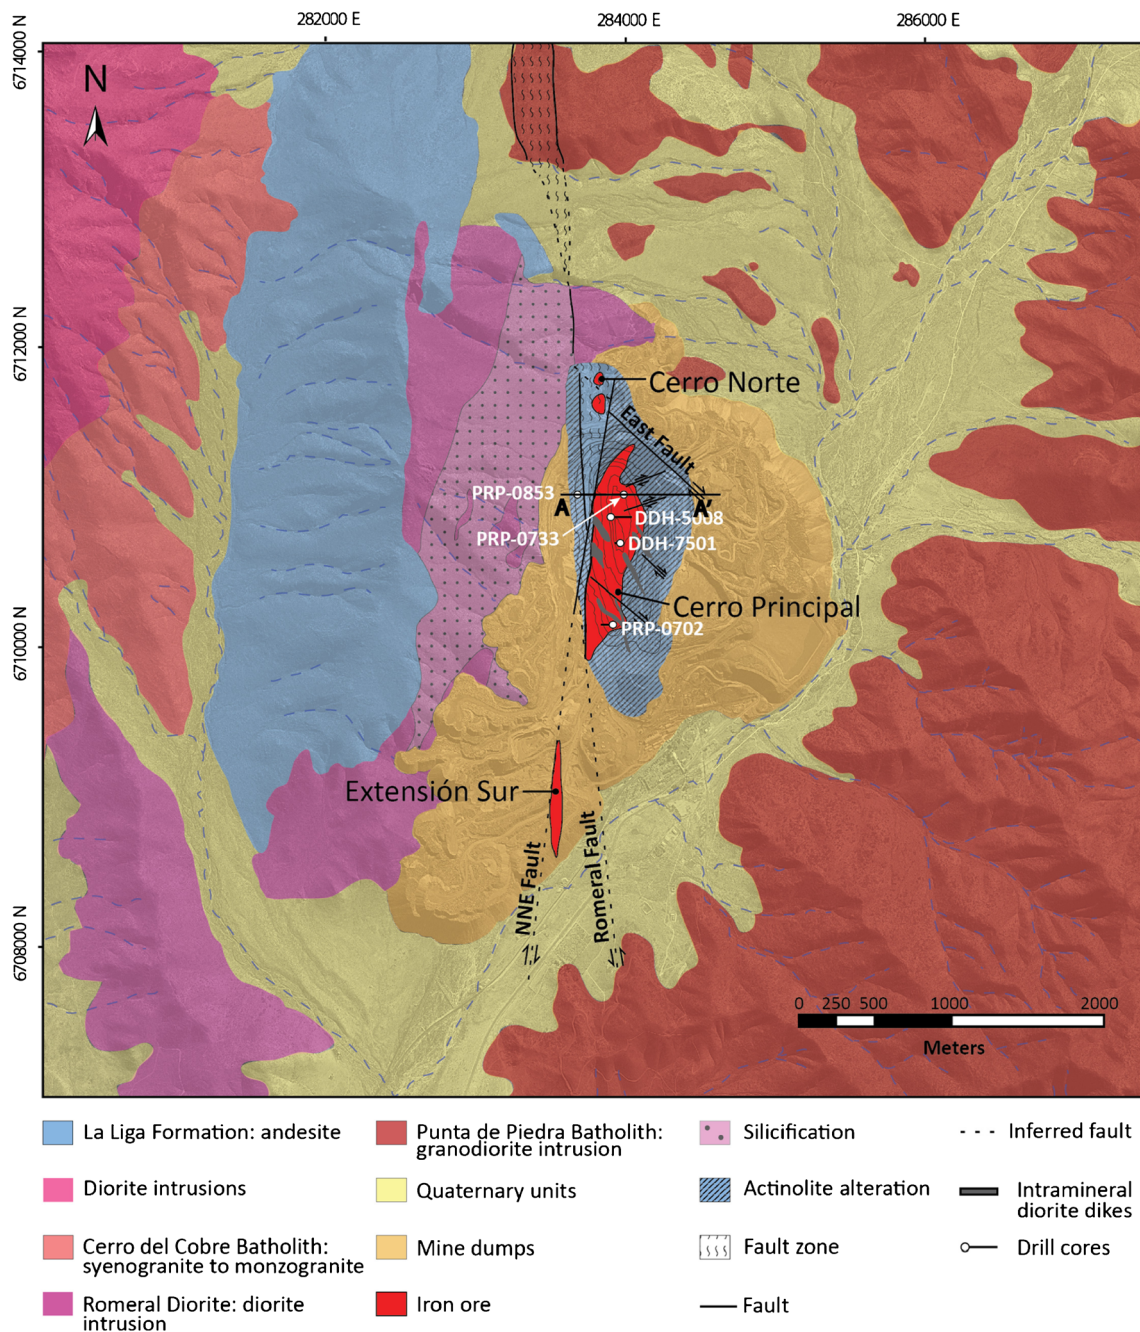 282000 E
284000 E
286000 E
6714000 N
6712000 N
6710000 N
6708000 N
N
Cerro Norte
East Fault
PRP-0853
A
A'
DDH-5008
PRP-0733
DDH-7501
Cerro Principal
PRP-0702
Extensión Sur
NNE Fault
Romeral Fault
0 250 500 1000 2000
Meters
La Liga Formation: andesite
Diorite intrusions
Cerro del Cobre Batholith:
syenogranite to monzogranite
Romeral Diorite: diorite
intrusion
Punta de Piedra Batholith:
granodiorite intrusion
Quaternary units
Mine dumps
Iron ore
Silicification
Actinolite alteration
Fault zone
Fault
Inferred fault
Intramineral
diorite dikes
Drill cores